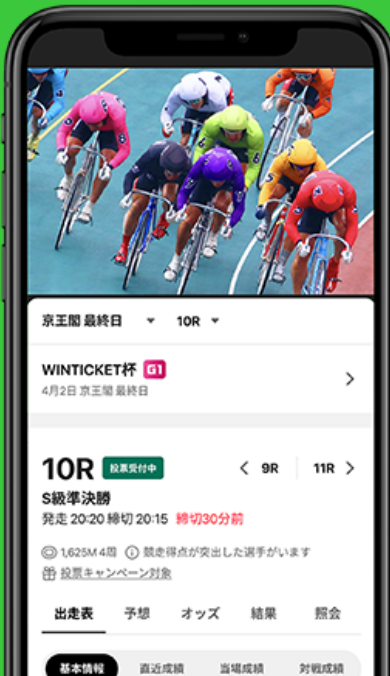 京王閣 最終日 10R
WINTICKET杯 G1
4月2日 京王閣 最終日
10R 投票受付中 9R 11R
S級準決勝
発走 20:20 締切 20:15 締切30分前
1,625M 4周 競走得点が突出した選手がいます
投票キャンペーン対象
出走表 予想 オッズ 結果 照会
基本情報 直近成績 当場成績 対戦成績